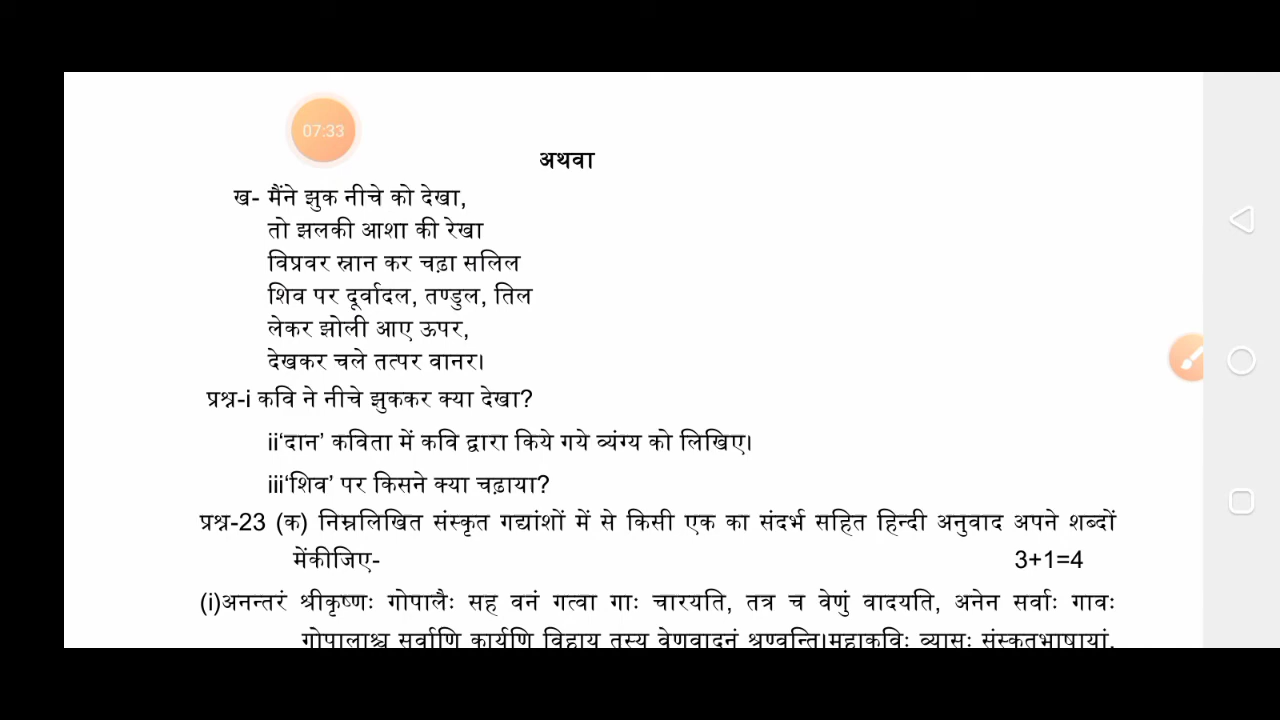 07:33
अथवा
ख- मैंने झुक नीचे को देखा,
तो झलकी आशा की रेखा
विप्रवर स्नान कर चढ़ा सलिल
शिव पर दूर्वादल, तण्डुल, तिल
लेकर झोली आए ऊपर,
देखकर चले तत्पर वानर।
प्रश्न-i कवि ने नीचे झुककर क्या देखा?
ii‘दान’ कविता में कवि द्वारा किये गये व्यंग्य को लिखिए।
iii‘शिव’ पर किसने क्या चढ़ाया?
प्रश्न-23 (क) निम्नलिखित संस्कृत गद्यांशों में से किसी एक का संदर्भ सहित हिन्दी अनुवाद अपने शब्दों
मेंकीजिए- 3+1=4
(i)अनन्तरं श्रीकृष्णः गोपालैः सह वनं गत्वा गाः चारयति, तत्र च वेणुं वादयति, अनेन सर्वाः गावः
गोपालाश्च सर्वाणि कार्यणि विहाय तस्य वेणुवादनं श्रण्वन्ति।महाकविः व्यासः संस्कृतभाषायां,